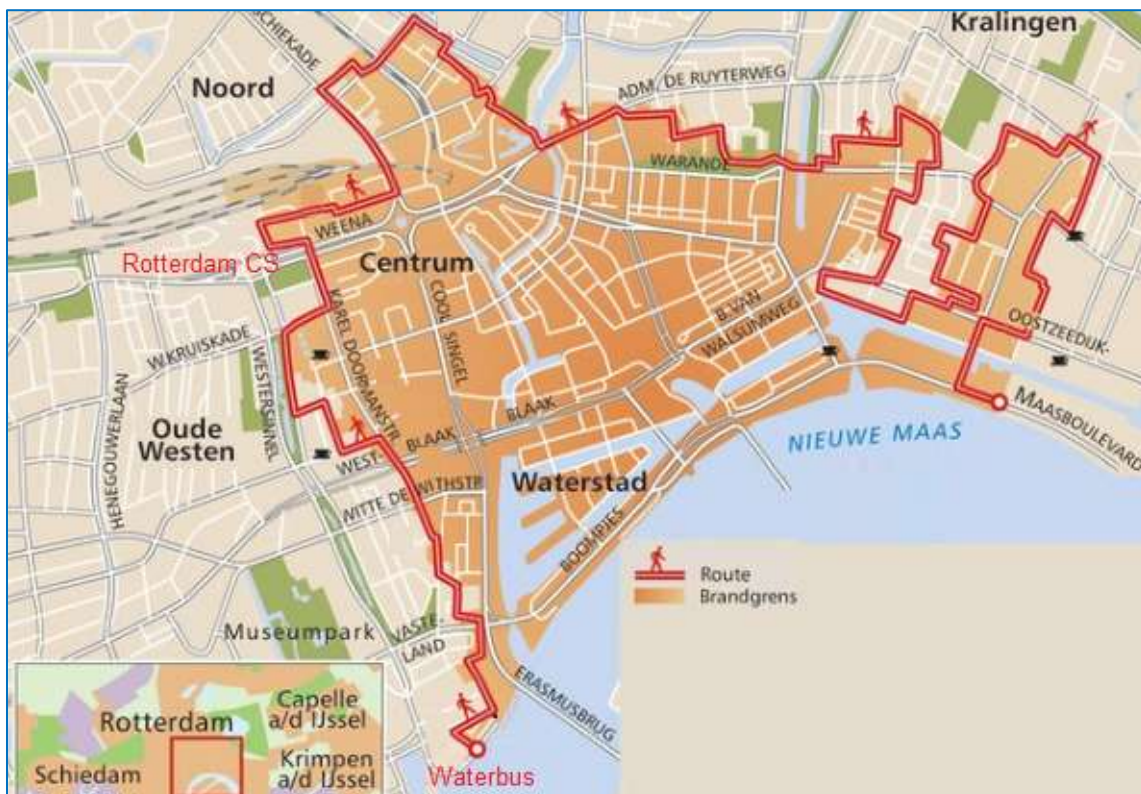 Kralingen
SCHIEKADE
Noord
ADM. DE RUYTERWEG
WARANDE
WEENA
Rotterdam CS
Centrum
KAREL DOORMANSTR.
COOLSINGEL
B. VAN
WALSUMWEG
OOSTZEEDIJK
W. KRUISKADE
WESTERSINGEL
HENEGOUWERLAAN
Oude
Westen
BLAAK
WEST-
BLAAK
MAASBOULEVARD
NIEUWE MAAS
WITTE DE WITHSTR.
Waterstad
BOOMPJES
Route
Brandgrens
Museumpark
VASTE-
LAND
ERASMUSBRUG
Waterbus
Rotterdam
Capelle
a/d IJssel
Schiedam
Krimpen
a/d IJssel